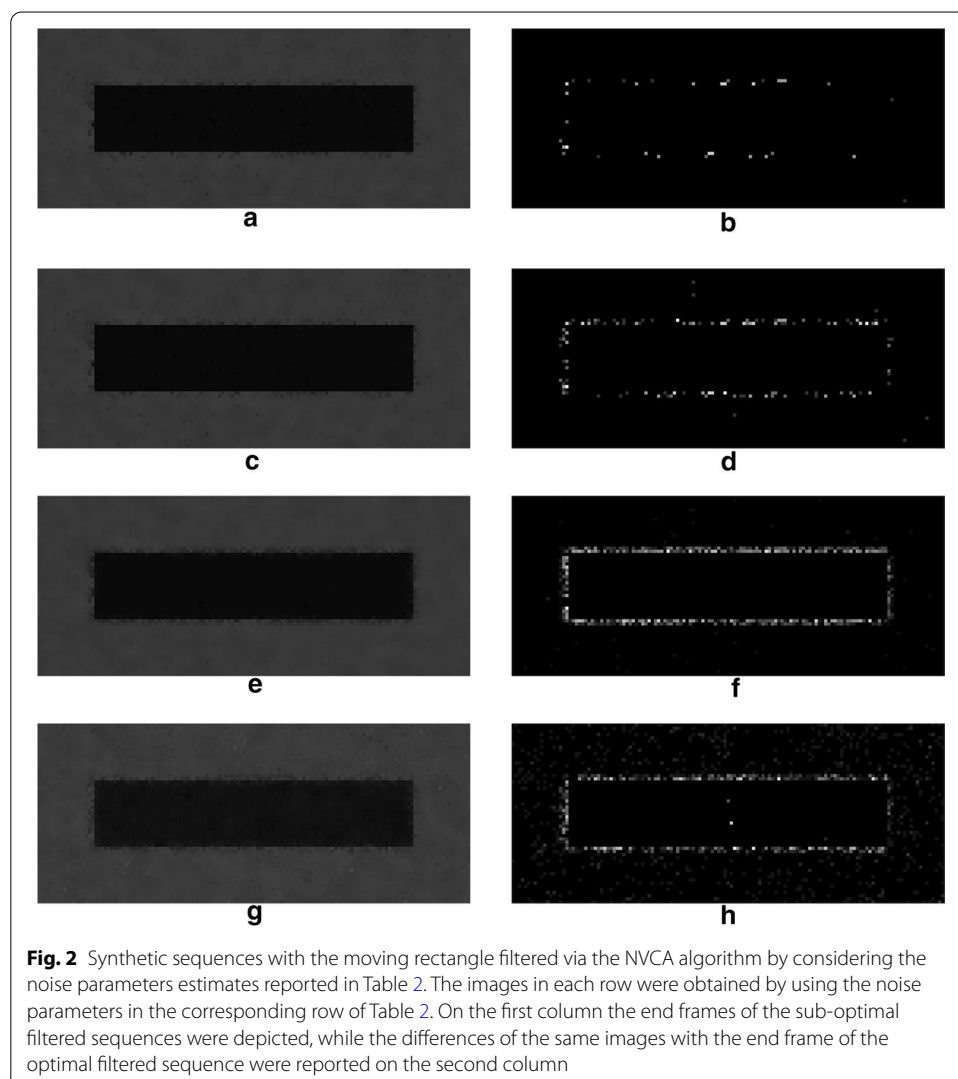 a
b
c
d
e
f
g
h
Fig. 2 Synthetic sequences with the moving rectangle filtered via the NVCA algorithm by considering the
noise parameters estimates reported in Table 2. The images in each row were obtained by using the noise
parameters in the corresponding row of Table 2. On the first column the end frames of the sub-optimal
filtered sequences were depicted, while the differences of the same images with the end frame of the
optimal filtered sequence were reported on the second column